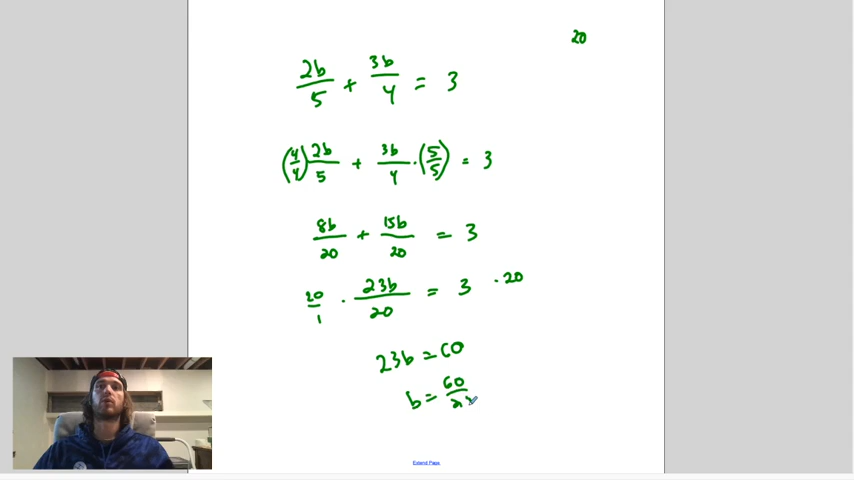 20
2b/5 + 3b/4 = 3
(4/4) 2b/5 + 3b/4 · (5/5) = 3
8b/20 + 15b/20 = 3
20/1 · 23b/20 = 3 · 20
23b = 60
b = 60/
Extend Page